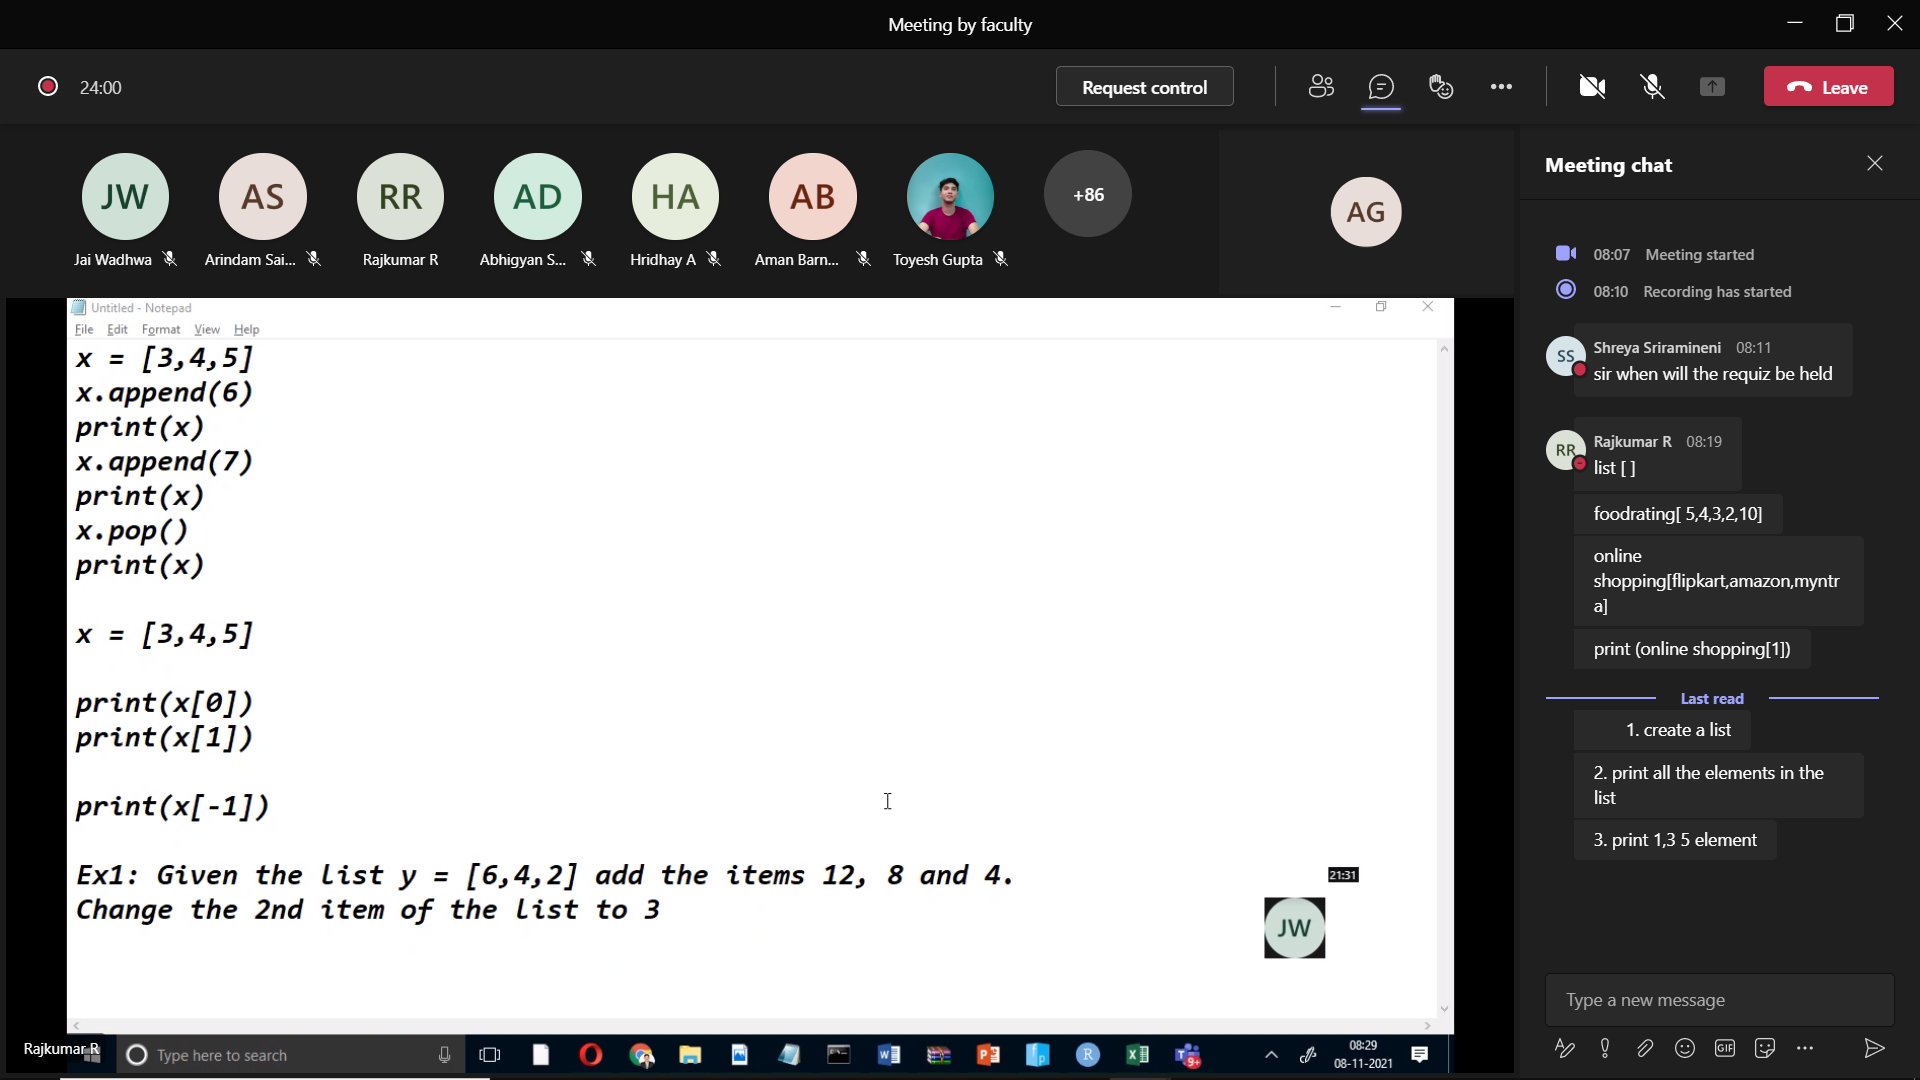 Meeting by faculty
24:00
Request control
Leave
JW
AS
RR
AD
HA
AB
+86
AG
Jai Wadhwa
Arindam Sai...
Rajkumar R
Abhigyan S...
Hridhay A
Aman Barn...
Toyesh Gupta
Untitled - Notepad
File Edit Format View Help
x = [3,4,5]
x.append(6)
print(x)
x.append(7)
print(x)
x.pop()
print(x)
x = [3,4,5]
print(x[0])
print(x[1])
print(x[-1])
Ex1: Given the list y = [6,4,2] add the items 12, 8 and 4.
Change the 2nd item of the list to 3
21:31
JW
Rajkumar R
Type here to search
9+
08:29
08-11-2021
Meeting chat
08:07 Meeting started
08:10 Recording has started
SS
Shreya Sriramineni 08:11
sir when will the requiz be held
RR
Rajkumar R 08:19
list [ ]
foodrating[ 5,4,3,2,10]
online
shopping[flipkart,amazon,myntr
a]
print (online shopping[1])
Last read
1. create a list
2. print all the elements in the
list
3. print 1,3 5 element
Type a new message
GIF